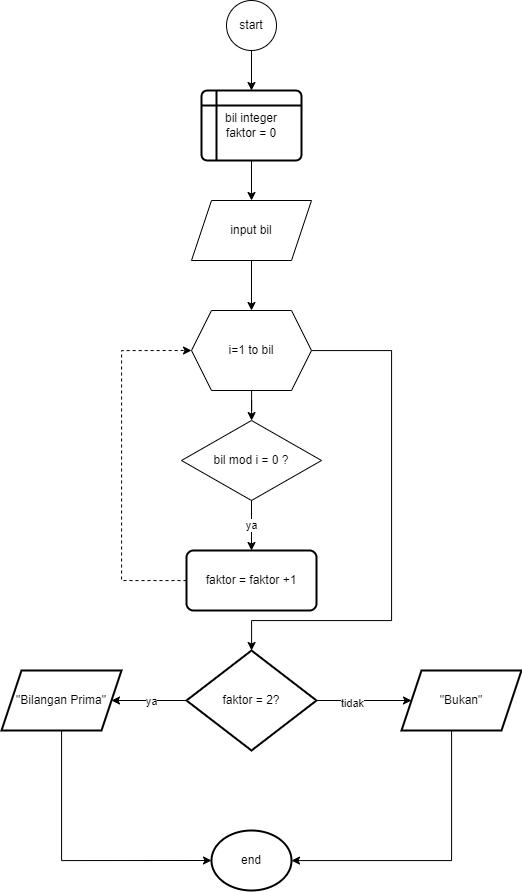 start
bil integer
faktor = 0
input bil
i=1 to bil
bil mod i = 0 ?
ya
faktor = faktor +1
faktor = 2?
"Bilangan Prima"
ya
tidak
"Bukan"
end